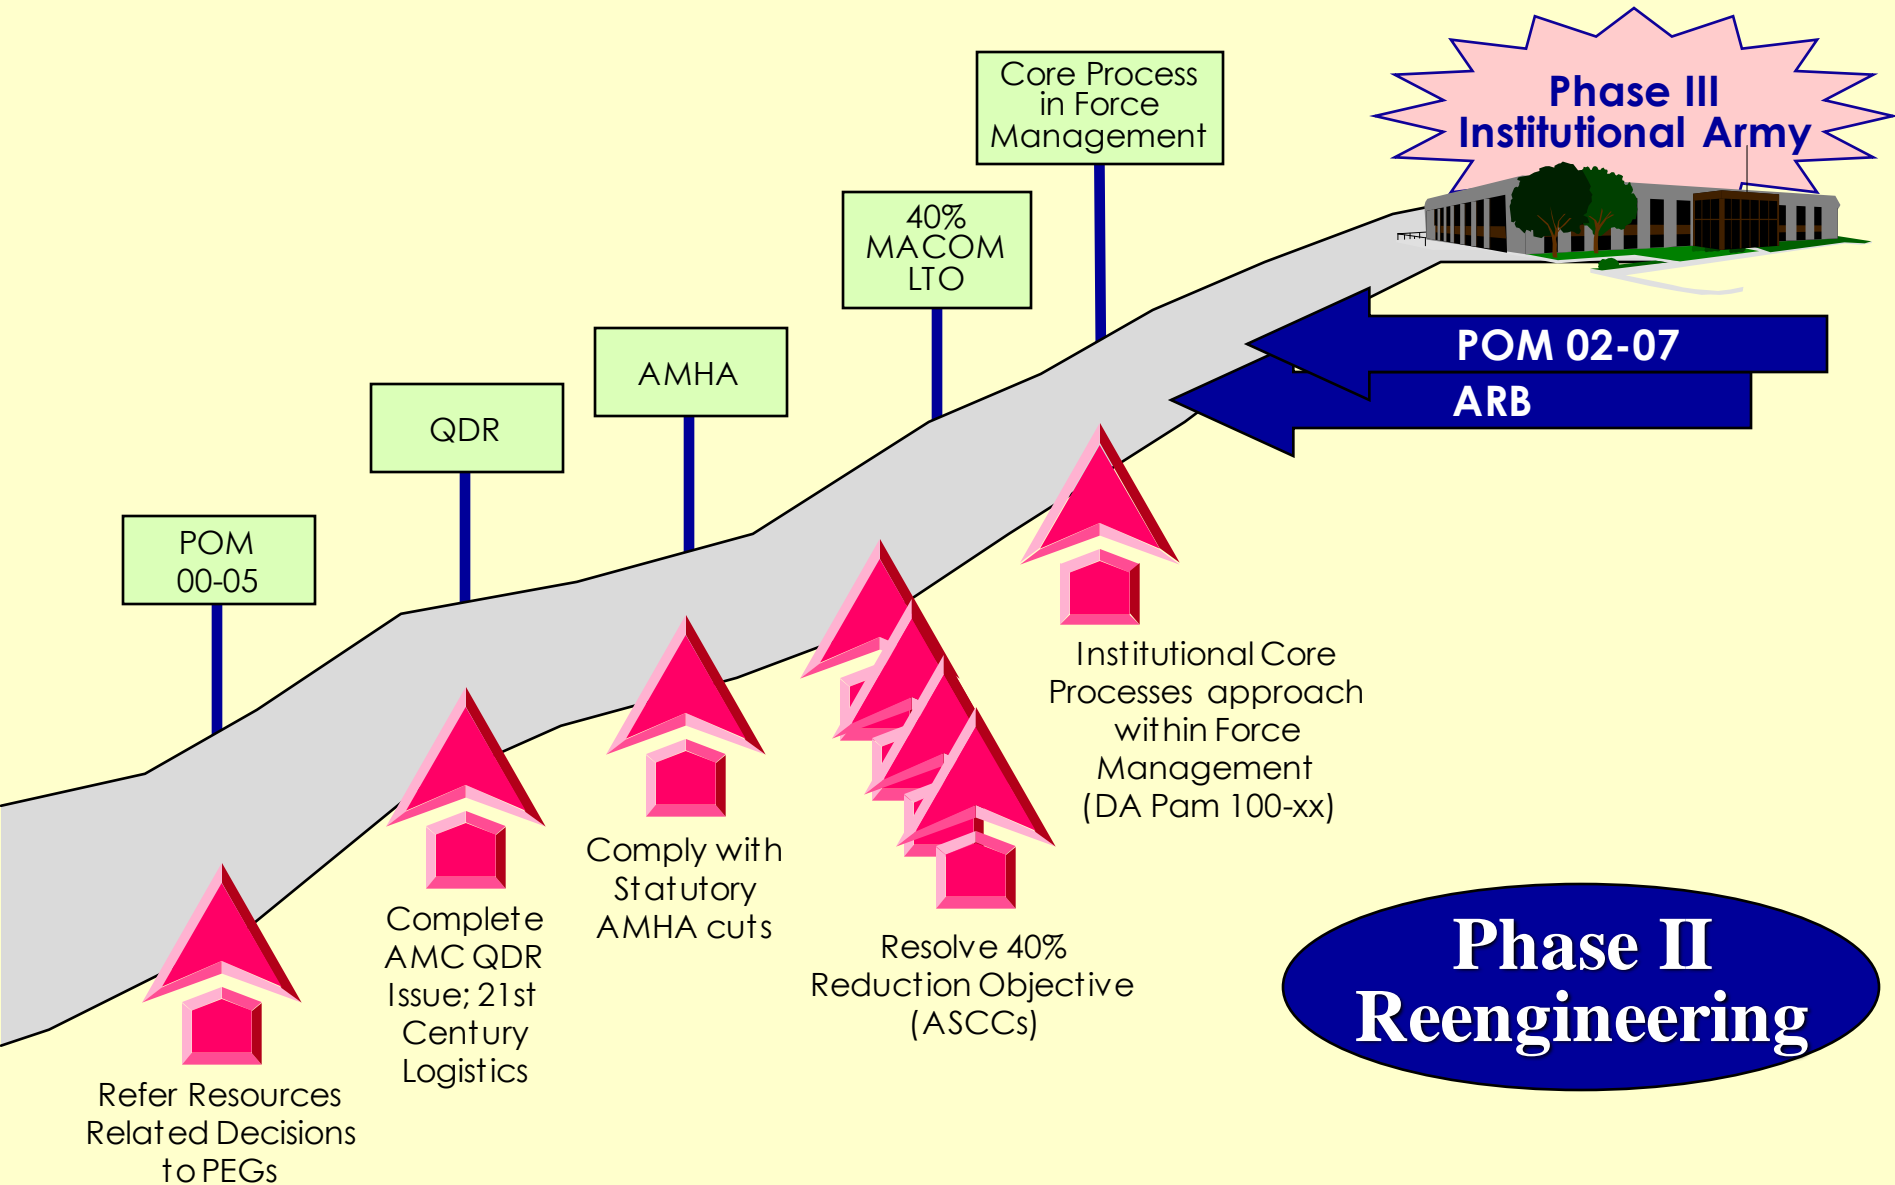 Core Process
in Force
Management
Phase III
Institutional Army
40%
MACOM
LTO
AMHA
QDR
POM
00-05
POM 02-07
ARB
Institutional Core
Processes approach
within Force
Management
(DA Pam 100-xx)
Comply with
Statutory
AMHA cuts
Complete
AMC QDR
Issue; 21st
Century
Logistics
Resolve 40%
Reduction Objective
(ASCCs)
Refer Resources
Related Decisions
to PEGs
Phase II
Reengineering